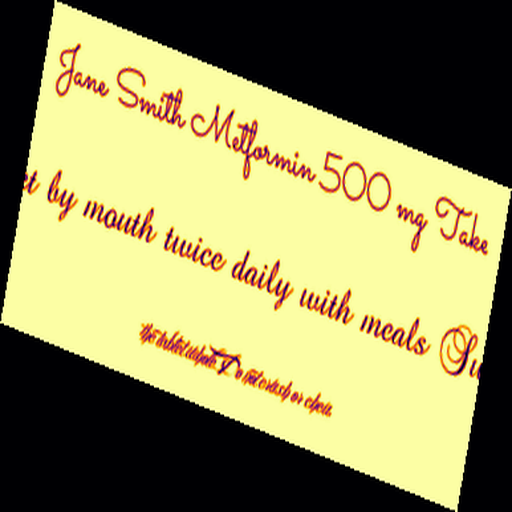 Jane Smith Metformin 500 mg Take
by mouth twice daily with meals
the tablet whole. Do not crush or chew.